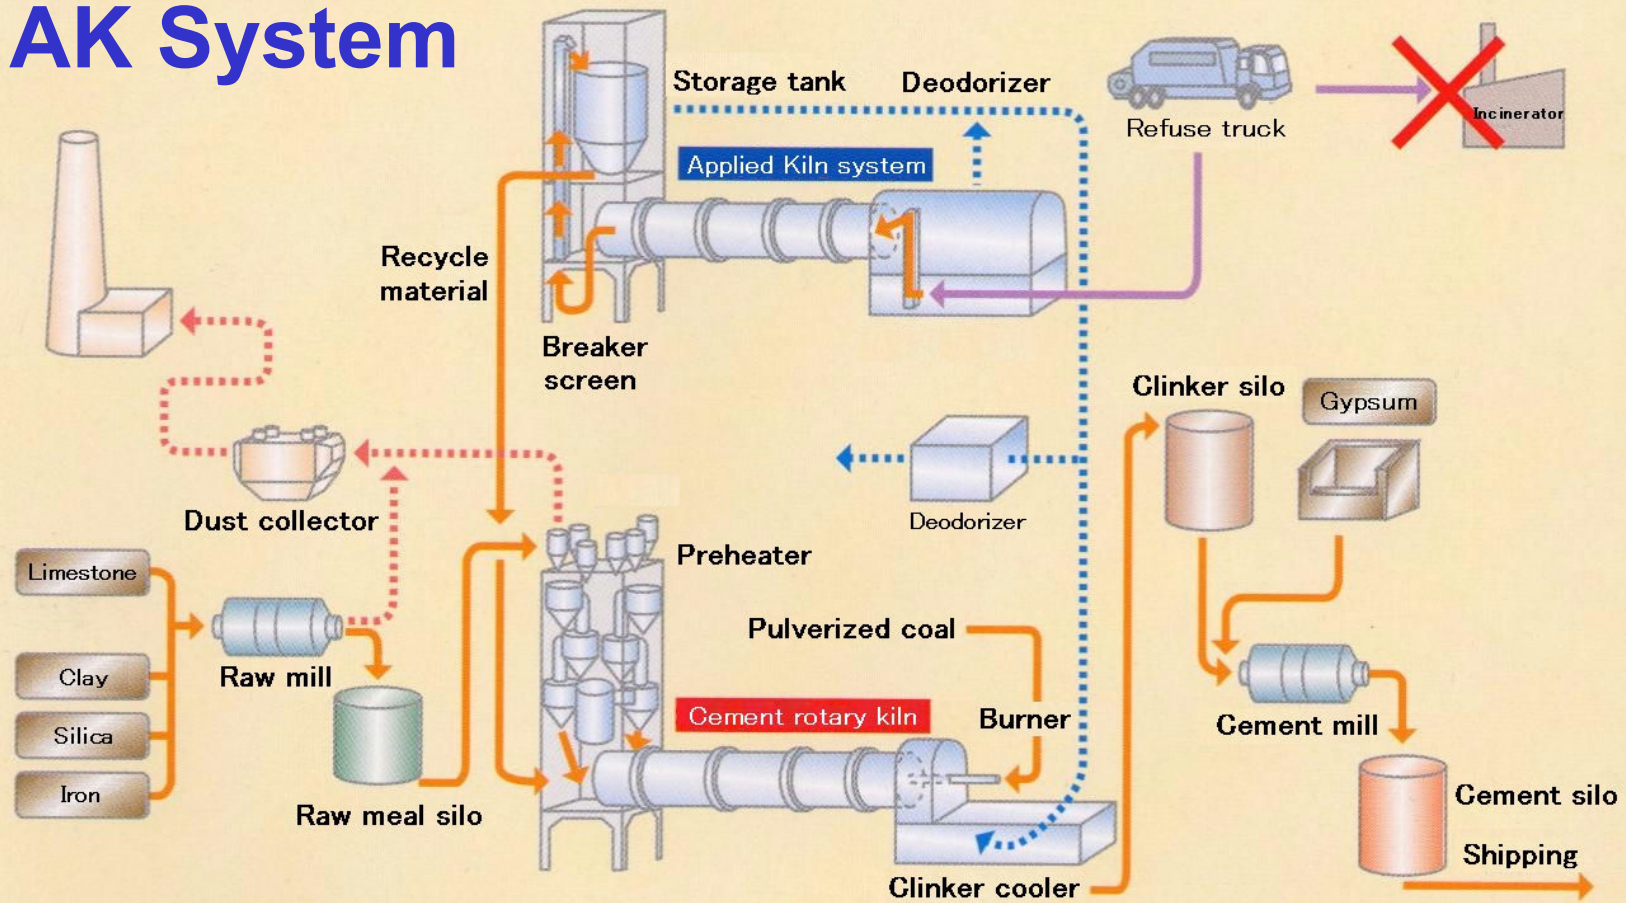 AK System
Storage tank
Deodorizer
Refuse truck
Incinerator
Applied Kiln system
Recycle
material
Breaker
screen
Clinker silo
Gypsum
Dust collector
Deodorizer
Preheater
Limestone
Clay
Silica
Iron
Raw mill
Raw meal silo
Pulverized coal
Cement rotary kiln
Burner
Cement mill
Cement silo
Shipping
Clinker cooler